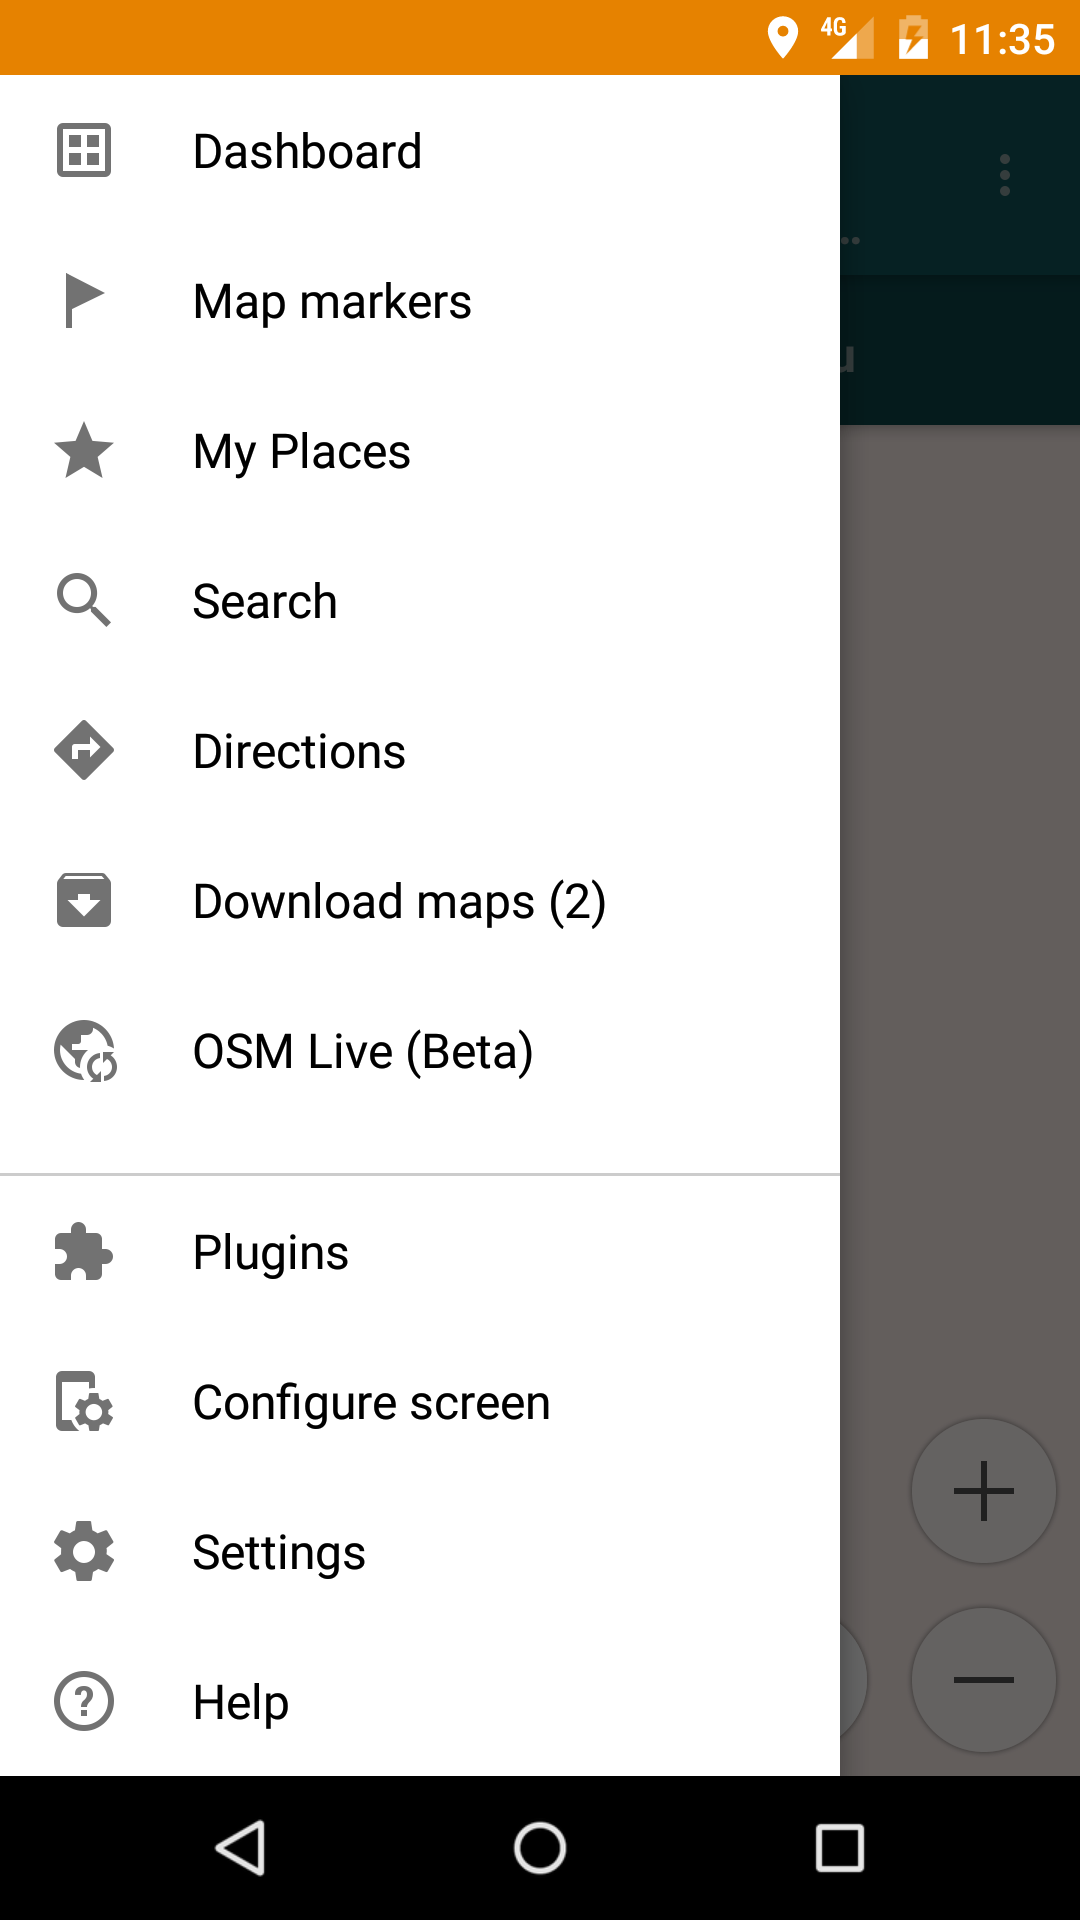 4G 11:35
Dashboard
Map markers
My Places
Search
Directions
Download maps (2)
OSM Live (Beta)
Plugins
Configure screen
Settings
Help